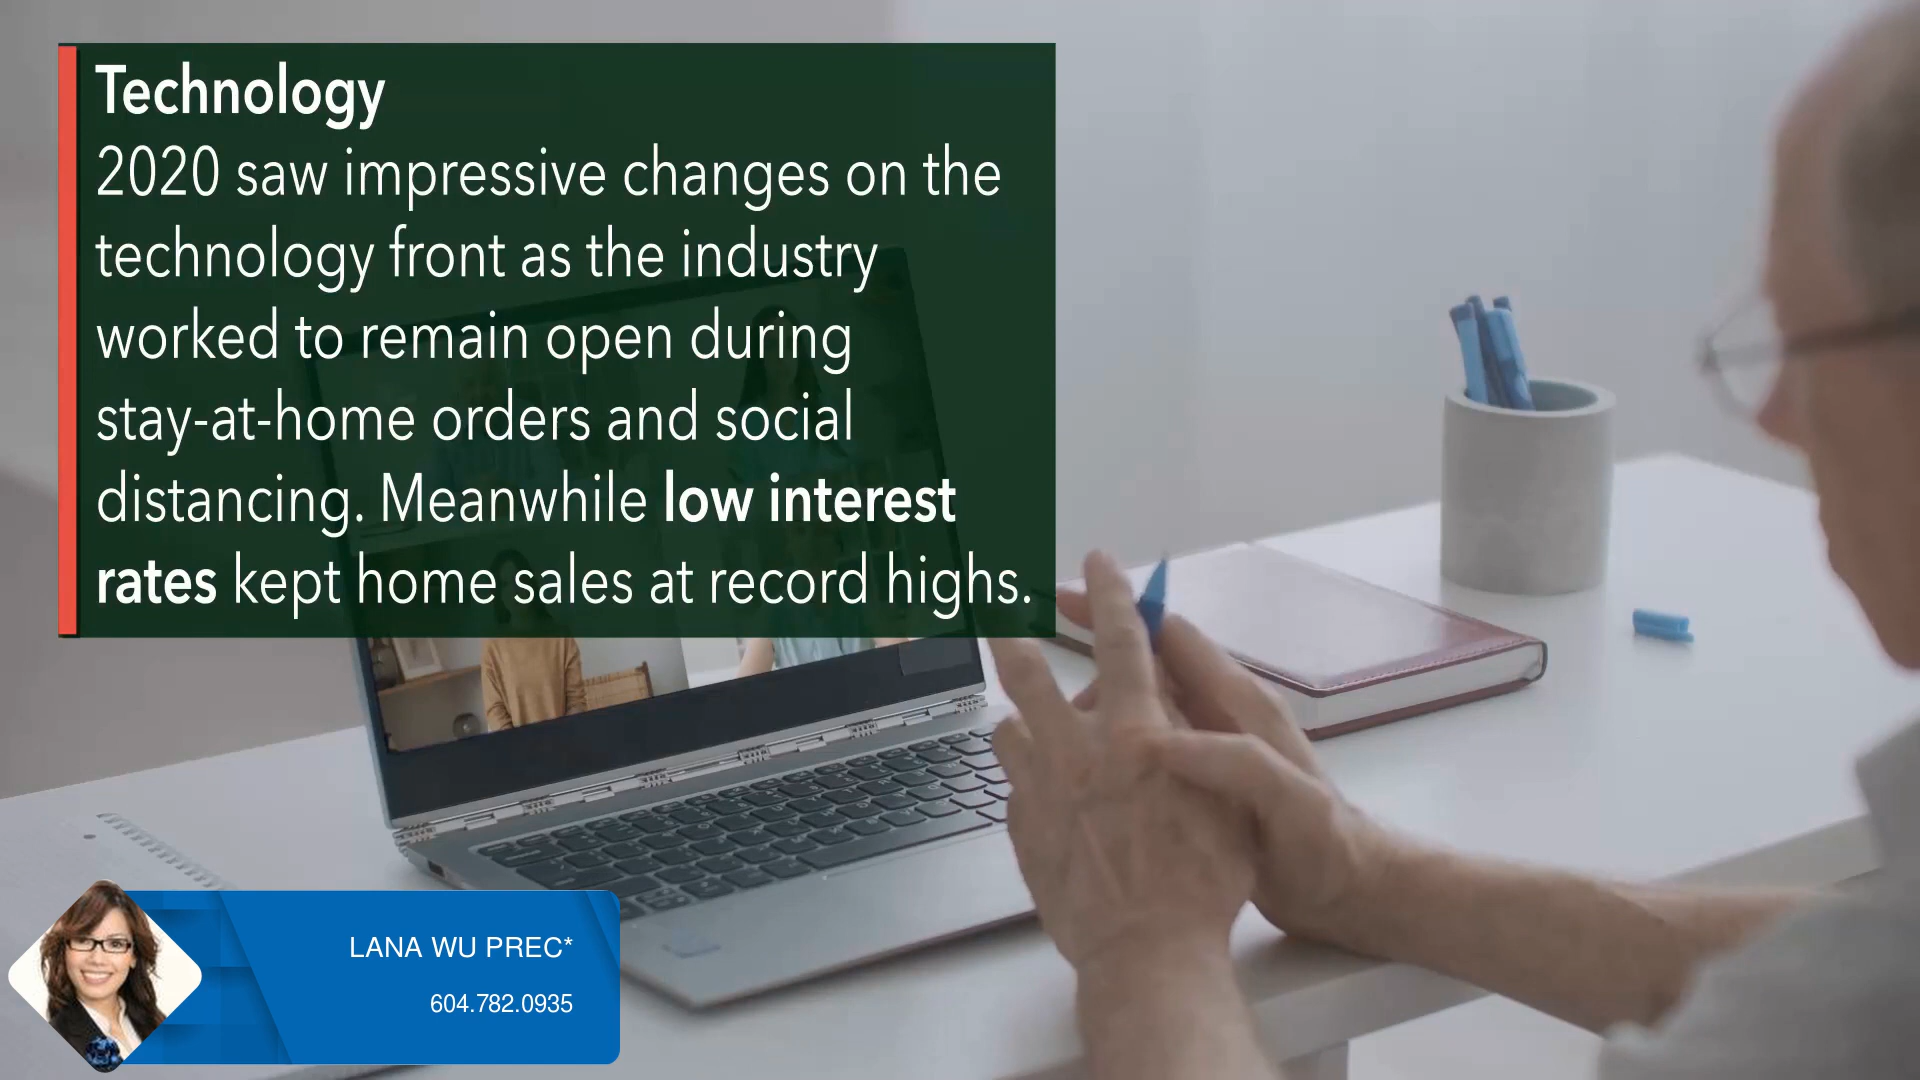 Technology
2020 saw impressive changes on the
technology front as the industry
worked to remain open during
stay-at-home orders and social
distancing. Meanwhile low interest
rates kept home sales at record highs.
LANA WU PREC*
604.782.0935